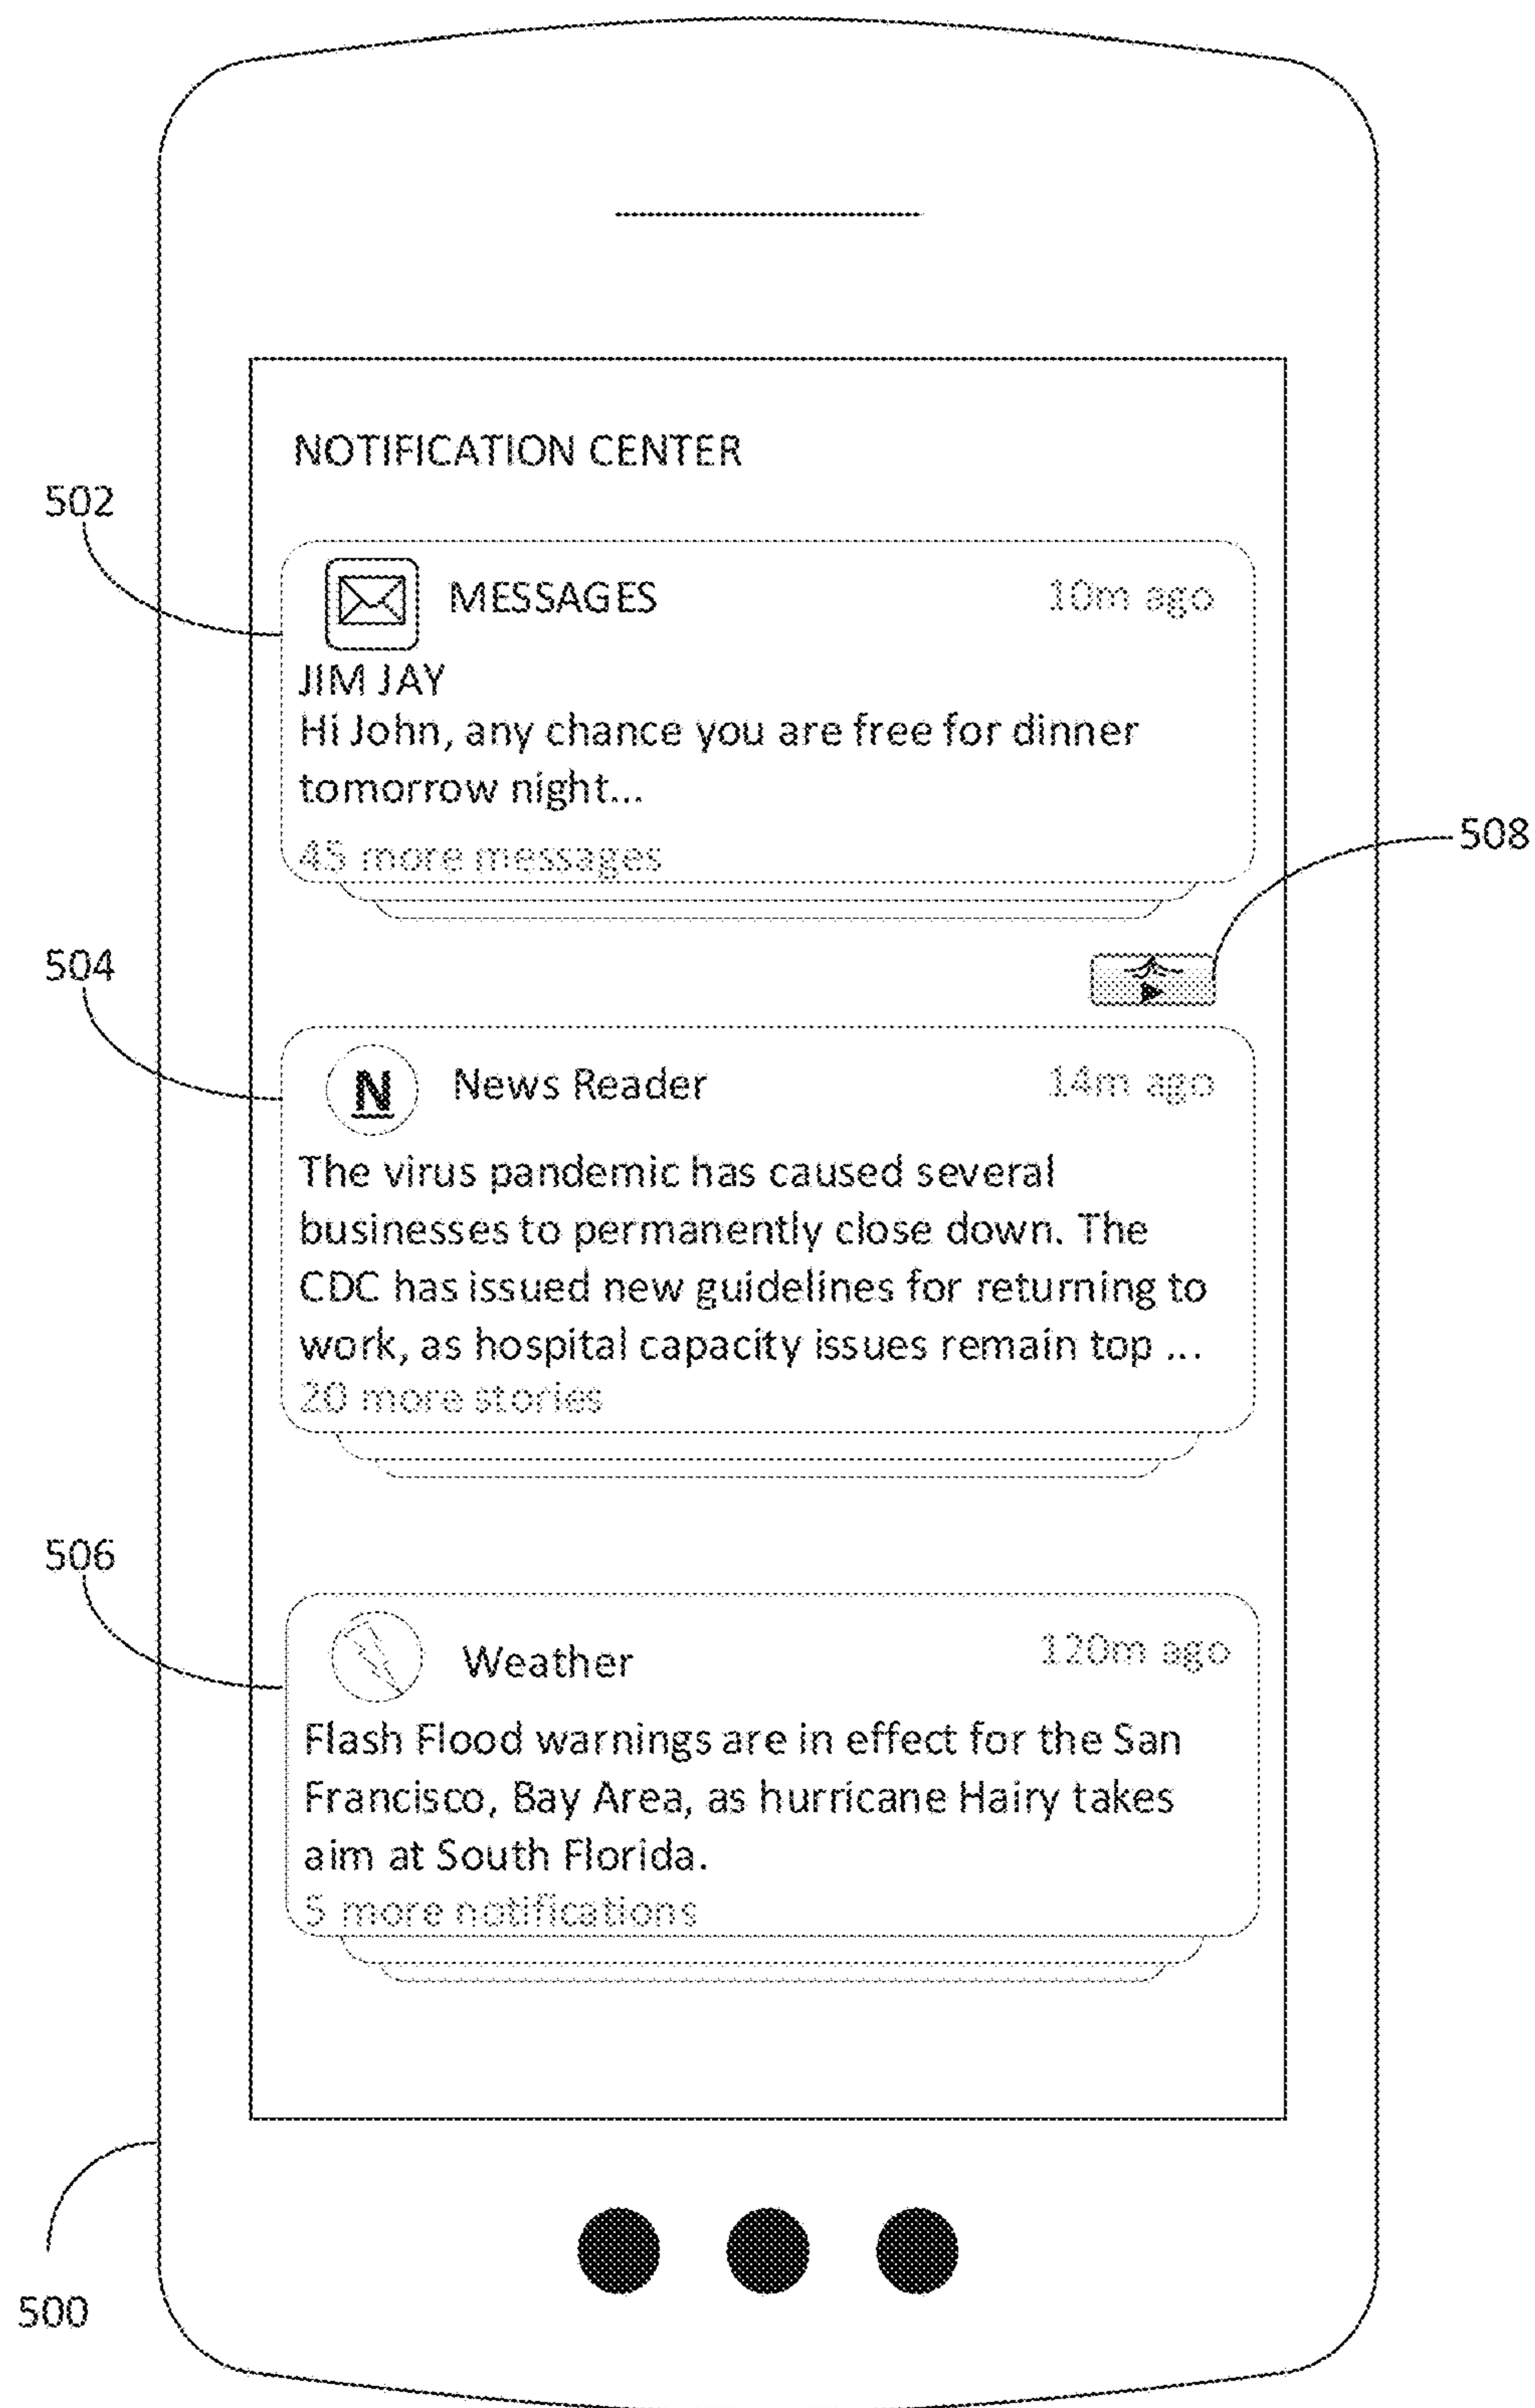 NOTIFICATION CENTER
502
MESSAGES 10m ago
JIM JAY
Hi John, any chance you are free for dinner
tomorrow night...
45 more messages
508
504
N News Reader 14m ago
The virus pandemic has caused several
businesses to permanently close down. The
CDC has issued new guidelines for returning to
work, as hospital capacity issues remain top ...
20 more stories
506
Weather 120m ago
Flash Flood warnings are in effect for the San
Francisco, Bay Area, as hurricane Hairy takes
aim at South Florida.
5 more notifications
500